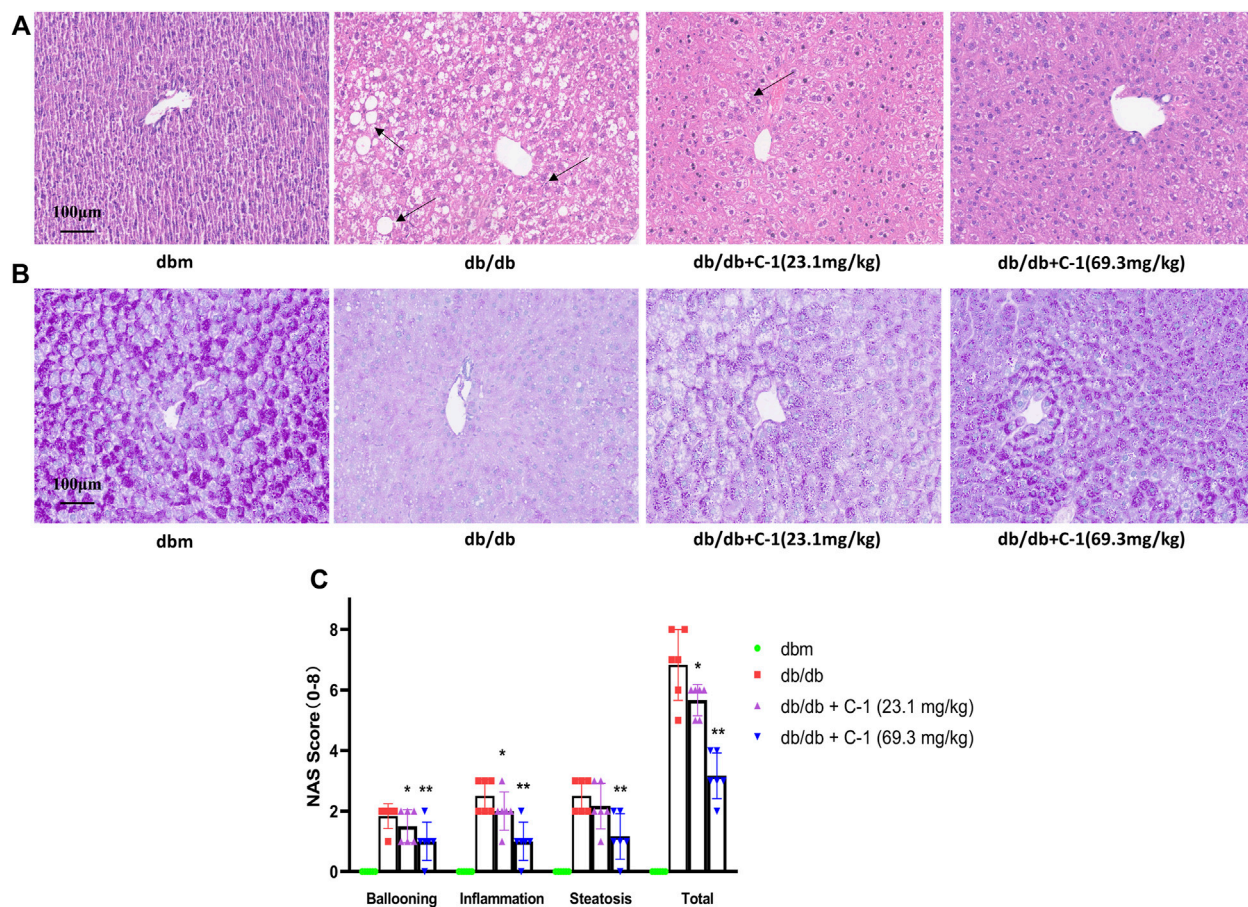 A
100μm
dbm
db/db
db/db+C-1(23.1mg/kg)
db/db+C-1(69.3mg/kg)
B
100μm
dbm
db/db
db/db+C-1(23.1mg/kg)
db/db+C-1(69.3mg/kg)
C
NAS Score(0-8)
8
6
4
2
0
* **
* **
**
* **
Ballooning
Inflammation
Steatosis
Total
dbm
db/db
db/db + C-1 (23.1 mg/kg)
db/db + C-1 (69.3 mg/kg)